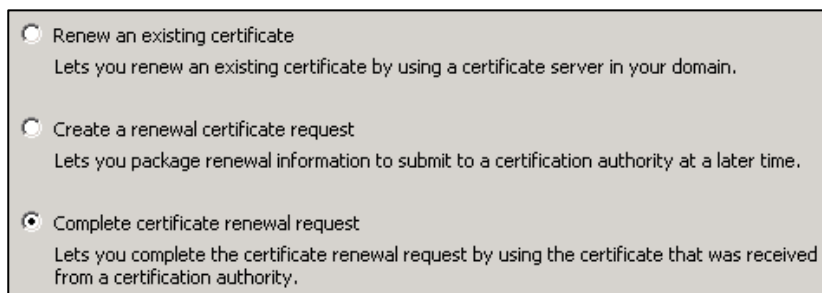 Renew an existing certificate
Lets you renew an existing certificate by using a certificate server in your domain.
Create a renewal certificate request
Lets you package renewal information to submit to a certification authority at a later time.
Complete certificate renewal request
Lets you complete the certificate renewal request by using the certificate that was received
from a certification authority.